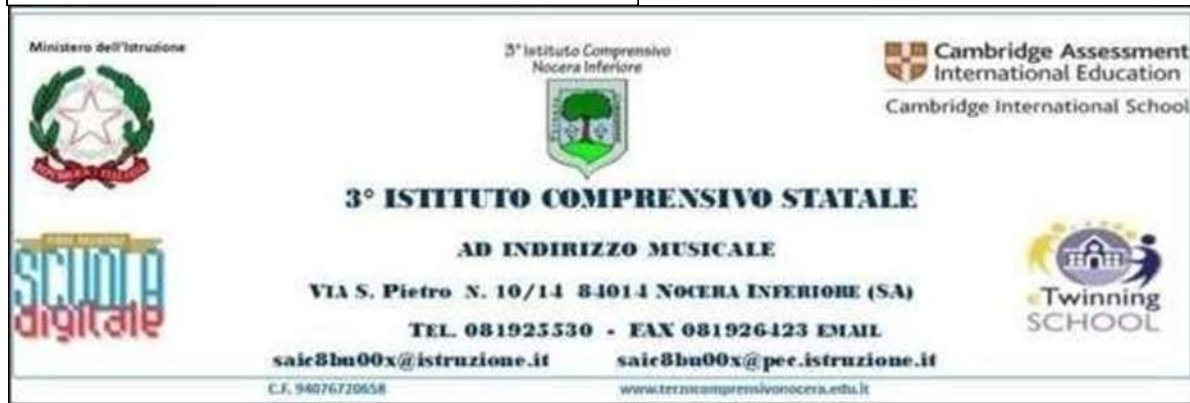 Ministero dell'Istruzione
3° Istituto Comprensivo
Nocera Inferiore
Cambridge Assessment
International Education
Cambridge International School
REPUBBLICA ITALIANA
3° ISTITUTO COMPRENSIVO STATALE
AD INDIRIZZO MUSICALE
VIA S. Pietro N. 10/14 84014 NOCERA INFERIORE (SA)
TEL. 081925530 - FAX 081926423 EMAIL
saic8bu00x@istruzione.it saic8bu00x@pec.istruzione.it
SCUOLA
digitale
eTwinning
SCHOOL
C.F. 94076720658 www.terzocomprensivonocera.edu.it